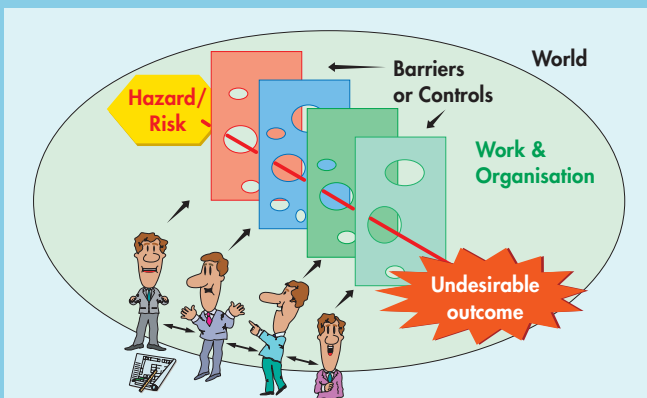 World
Barriers
or Controls
Hazard/
Risk
Work &
Organisation
Undesirable
outcome